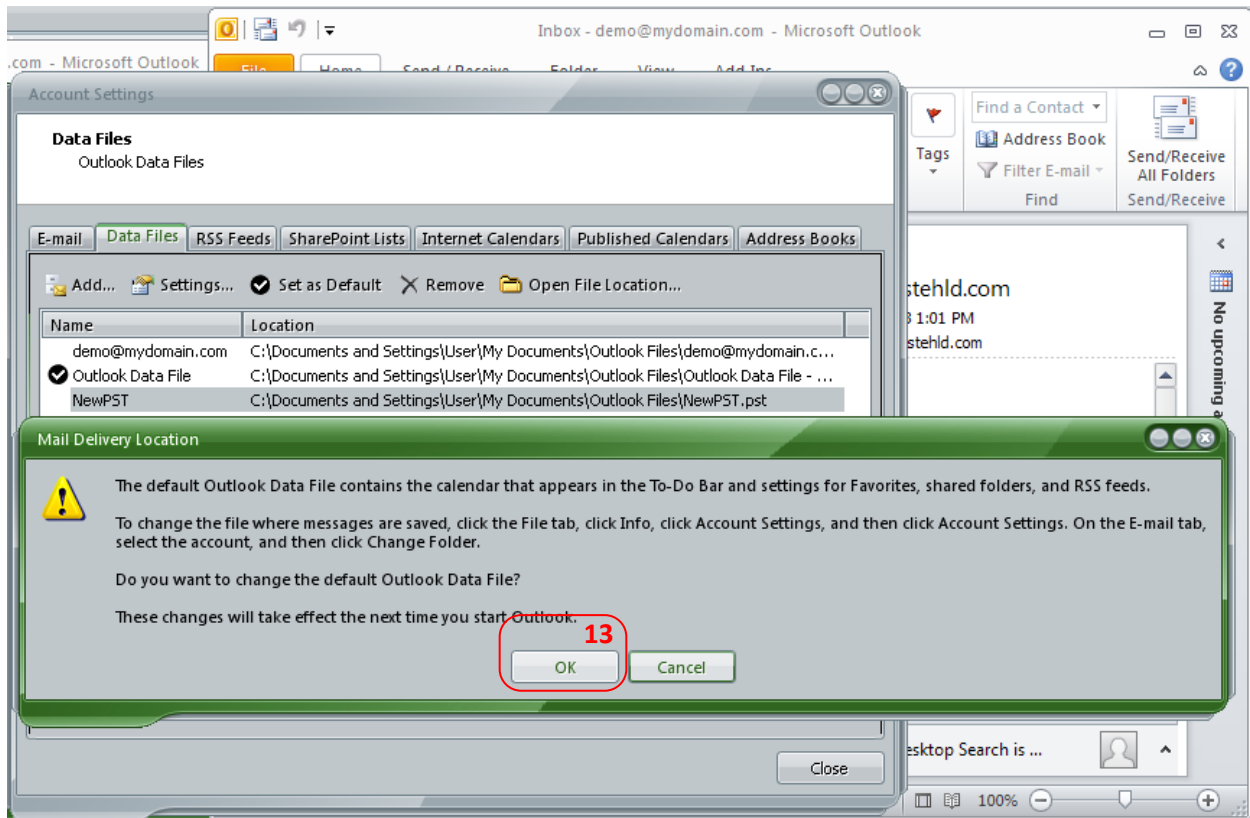 Inbox - demo@mydomain.com - Microsoft Outlook
.com - Microsoft Outlook
File Home Send / Receive Folder View Add-Ins
Account Settings
Data Files
Outlook Data Files
Find a Contact
Address Book
Filter E-mail
Find
Tags
Send/Receive
All Folders
Send/Receive
E-mail Data Files RSS Feeds SharePoint Lists Internet Calendars Published Calendars Address Books
Add... Settings... Set as Default Remove Open File Location...
Name Location
demo@mydomain.com C:\Documents and Settings\User\My Documents\Outlook Files\demo@mydomain.c...
Outlook Data File C:\Documents and Settings\User\My Documents\Outlook Files\Outlook Data File - ...
NewPST C:\Documents and Settings\User\My Documents\Outlook Files\NewPST.pst
stehld.com
1:01 PM
stehld.com
No upcoming a
Mail Delivery Location
The default Outlook Data File contains the calendar that appears in the To-Do Bar and settings for Favorites, shared folders, and RSS feeds.
To change the file where messages are saved, click the File tab, click Info, click Account Settings, and then click Account Settings. On the E-mail tab,
select the account, and then click Change Folder.
Do you want to change the default Outlook Data File?
These changes will take effect the next time you start Outlook.
13
OK Cancel
esktop Search is ...
Close
100%